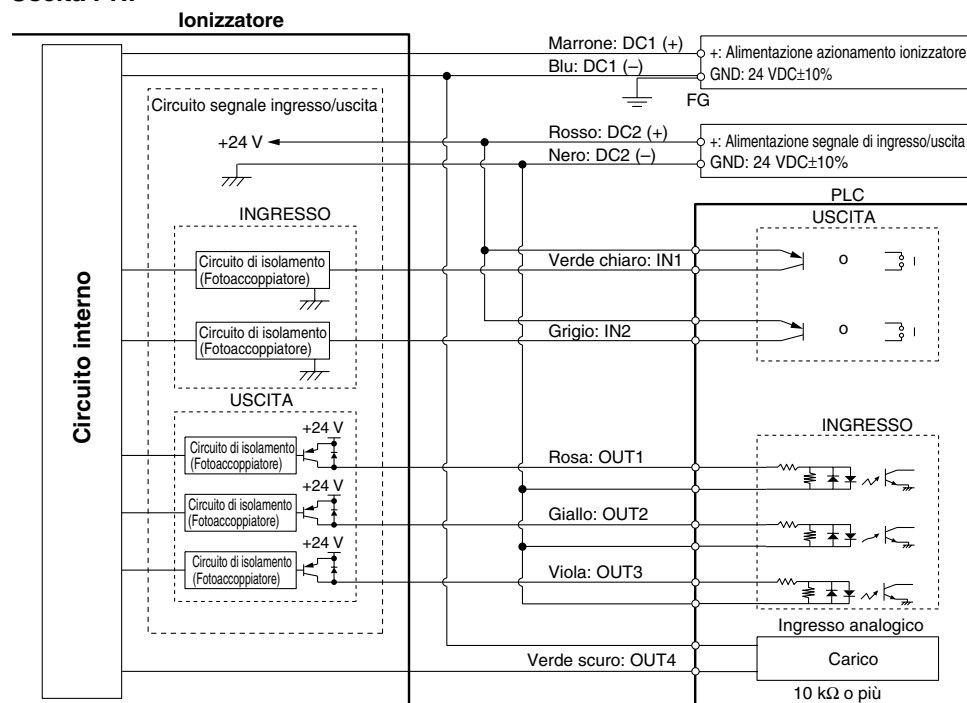 Ionizzatore
Marrone: DC1 (+)
+: Alimentazione azionamento ionizzatore
Blu: DC1 (–)
GND: 24 VDC±10%
FG
Circuito segnale ingresso/uscita
+24 V
Rosso: DC2 (+)
+: Alimentazione segnale di ingresso/uscita
Nero: DC2 (–)
GND: 24 VDC±10%
PLC
INGRESSO
USCITA
Circuito di isolamento
(Fotoaccoppiatore)
Verde chiaro: IN1
o
Circuito di isolamento
(Fotoaccoppiatore)
Grigio: IN2
o
Circuito interno
USCITA
INGRESSO
+24 V
Circuito di isolamento
(Fotoaccoppiatore)
Rosa: OUT1
+24 V
Circuito di isolamento
(Fotoaccoppiatore)
Giallo: OUT2
+24 V
Circuito di isolamento
(Fotoaccoppiatore)
Viola: OUT3
Ingresso analogico
Verde scuro: OUT4
Carico
10 kΩ o più